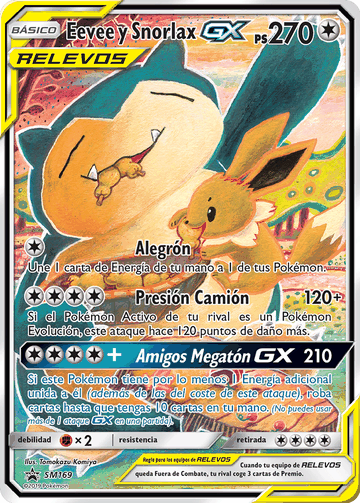 BÁSICO
Eevee y Snorlax GX PS270
RELEVOS
Alegrón
Une 1 carta de Energía de tu mano a 1 de tus Pokémon.
Presión Camión 120+
Si el Pokémon Activo de tu rival es un Pokémon
Evolución, este ataque hace 120 puntos de daño más.
+ Amigos Megatón GX 210
Si este Pokémon tiene por lo menos 1 Energía adicional
unida a él (además de las del coste de este ataque), roba
cartas hasta que tengas 10 cartas en tu mano. (No puedes usar
más de 1 ataque GX en una partida).
debilidad ×2 resistencia retirada
Regla para los equipos de RELEVOS
Cuando tu equipo de RELEVOS
queda Fuera de Combate, tu rival coge 3 cartas de Premio.
Ilus. Tomokazu Komiya
SM169
©2019 Pokémon